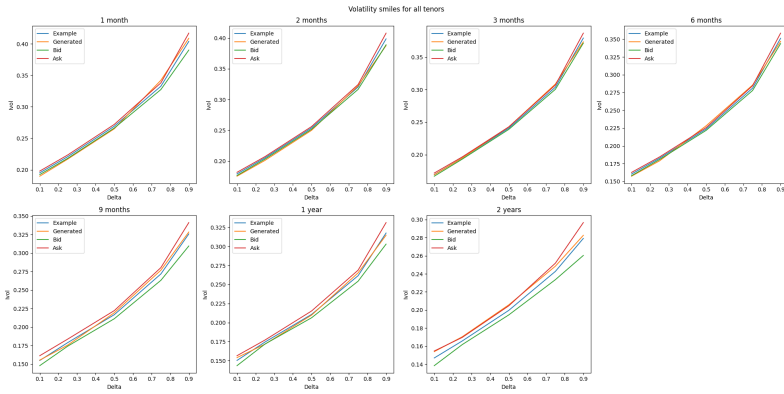 Volatility smiles for all tenors
1 month
Example
Generated
Bid
Ask
0.40
0.35
0.30
0.25
0.20
Ivol
0.1 0.2 0.3 0.4 0.5 0.6 0.7 0.8 0.9
Delta
2 months
Example
Generated
Bid
Ask
0.40
0.35
0.30
0.25
0.20
Ivol
0.1 0.2 0.3 0.4 0.5 0.6 0.7 0.8 0.9
Delta
3 months
Example
Generated
Bid
Ask
0.35
0.30
0.25
0.20
Ivol
0.1 0.2 0.3 0.4 0.5 0.6 0.7 0.8 0.9
Delta
6 months
Example
Generated
Bid
Ask
0.350
0.325
0.300
0.275
0.250
0.225
0.200
0.175
0.150
Ivol
0.1 0.2 0.3 0.4 0.5 0.6 0.7 0.8 0.9
Delta
9 months
Example
Generated
Bid
Ask
0.350
0.325
0.300
0.275
0.250
0.225
0.200
0.175
0.150
Ivol
0.1 0.2 0.3 0.4 0.5 0.6 0.7 0.8 0.9
Delta
1 year
Example
Generated
Bid
Ask
0.325
0.300
0.275
0.250
0.225
0.200
0.175
0.150
Ivol
0.1 0.2 0.3 0.4 0.5 0.6 0.7 0.8 0.9
Delta
2 years
Example
Generated
Bid
Ask
0.30
0.28
0.26
0.24
0.22
0.20
0.18
0.16
0.14
Ivol
0.1 0.2 0.3 0.4 0.5 0.6 0.7 0.8 0.9
Delta